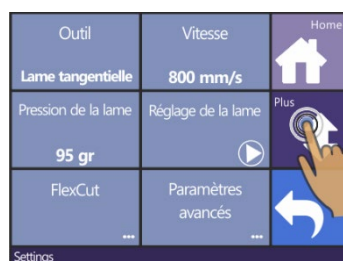 Outil
Vitesse
Home
Lame tangentielle
800 mm/s
Pression de la lame
Réglage de la lame
Plus
95 gr
FlexCut
Paramètres
avancés
...
...
Settings